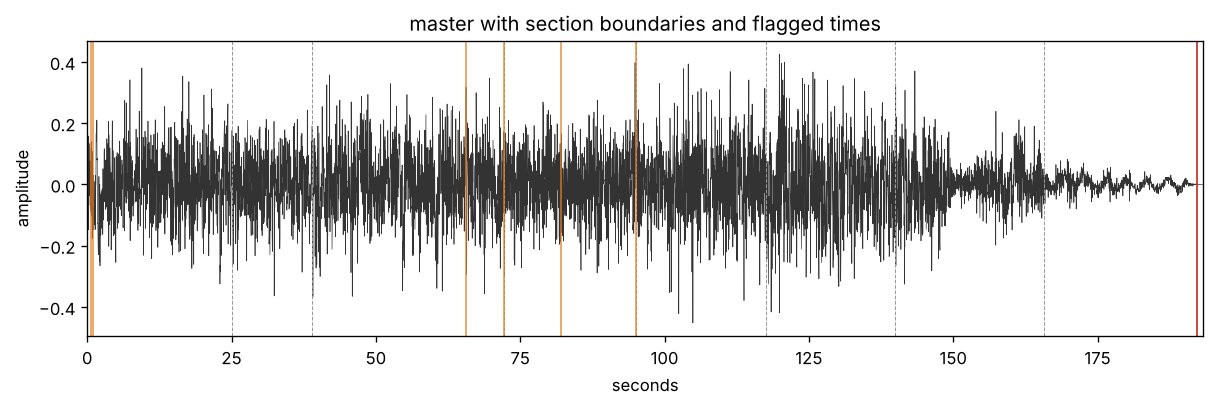 master with section boundaries and flagged times
0.4
0.2
0.0
−0.2
−0.4
amplitude
0 25 50 75 100 125 150 175
seconds